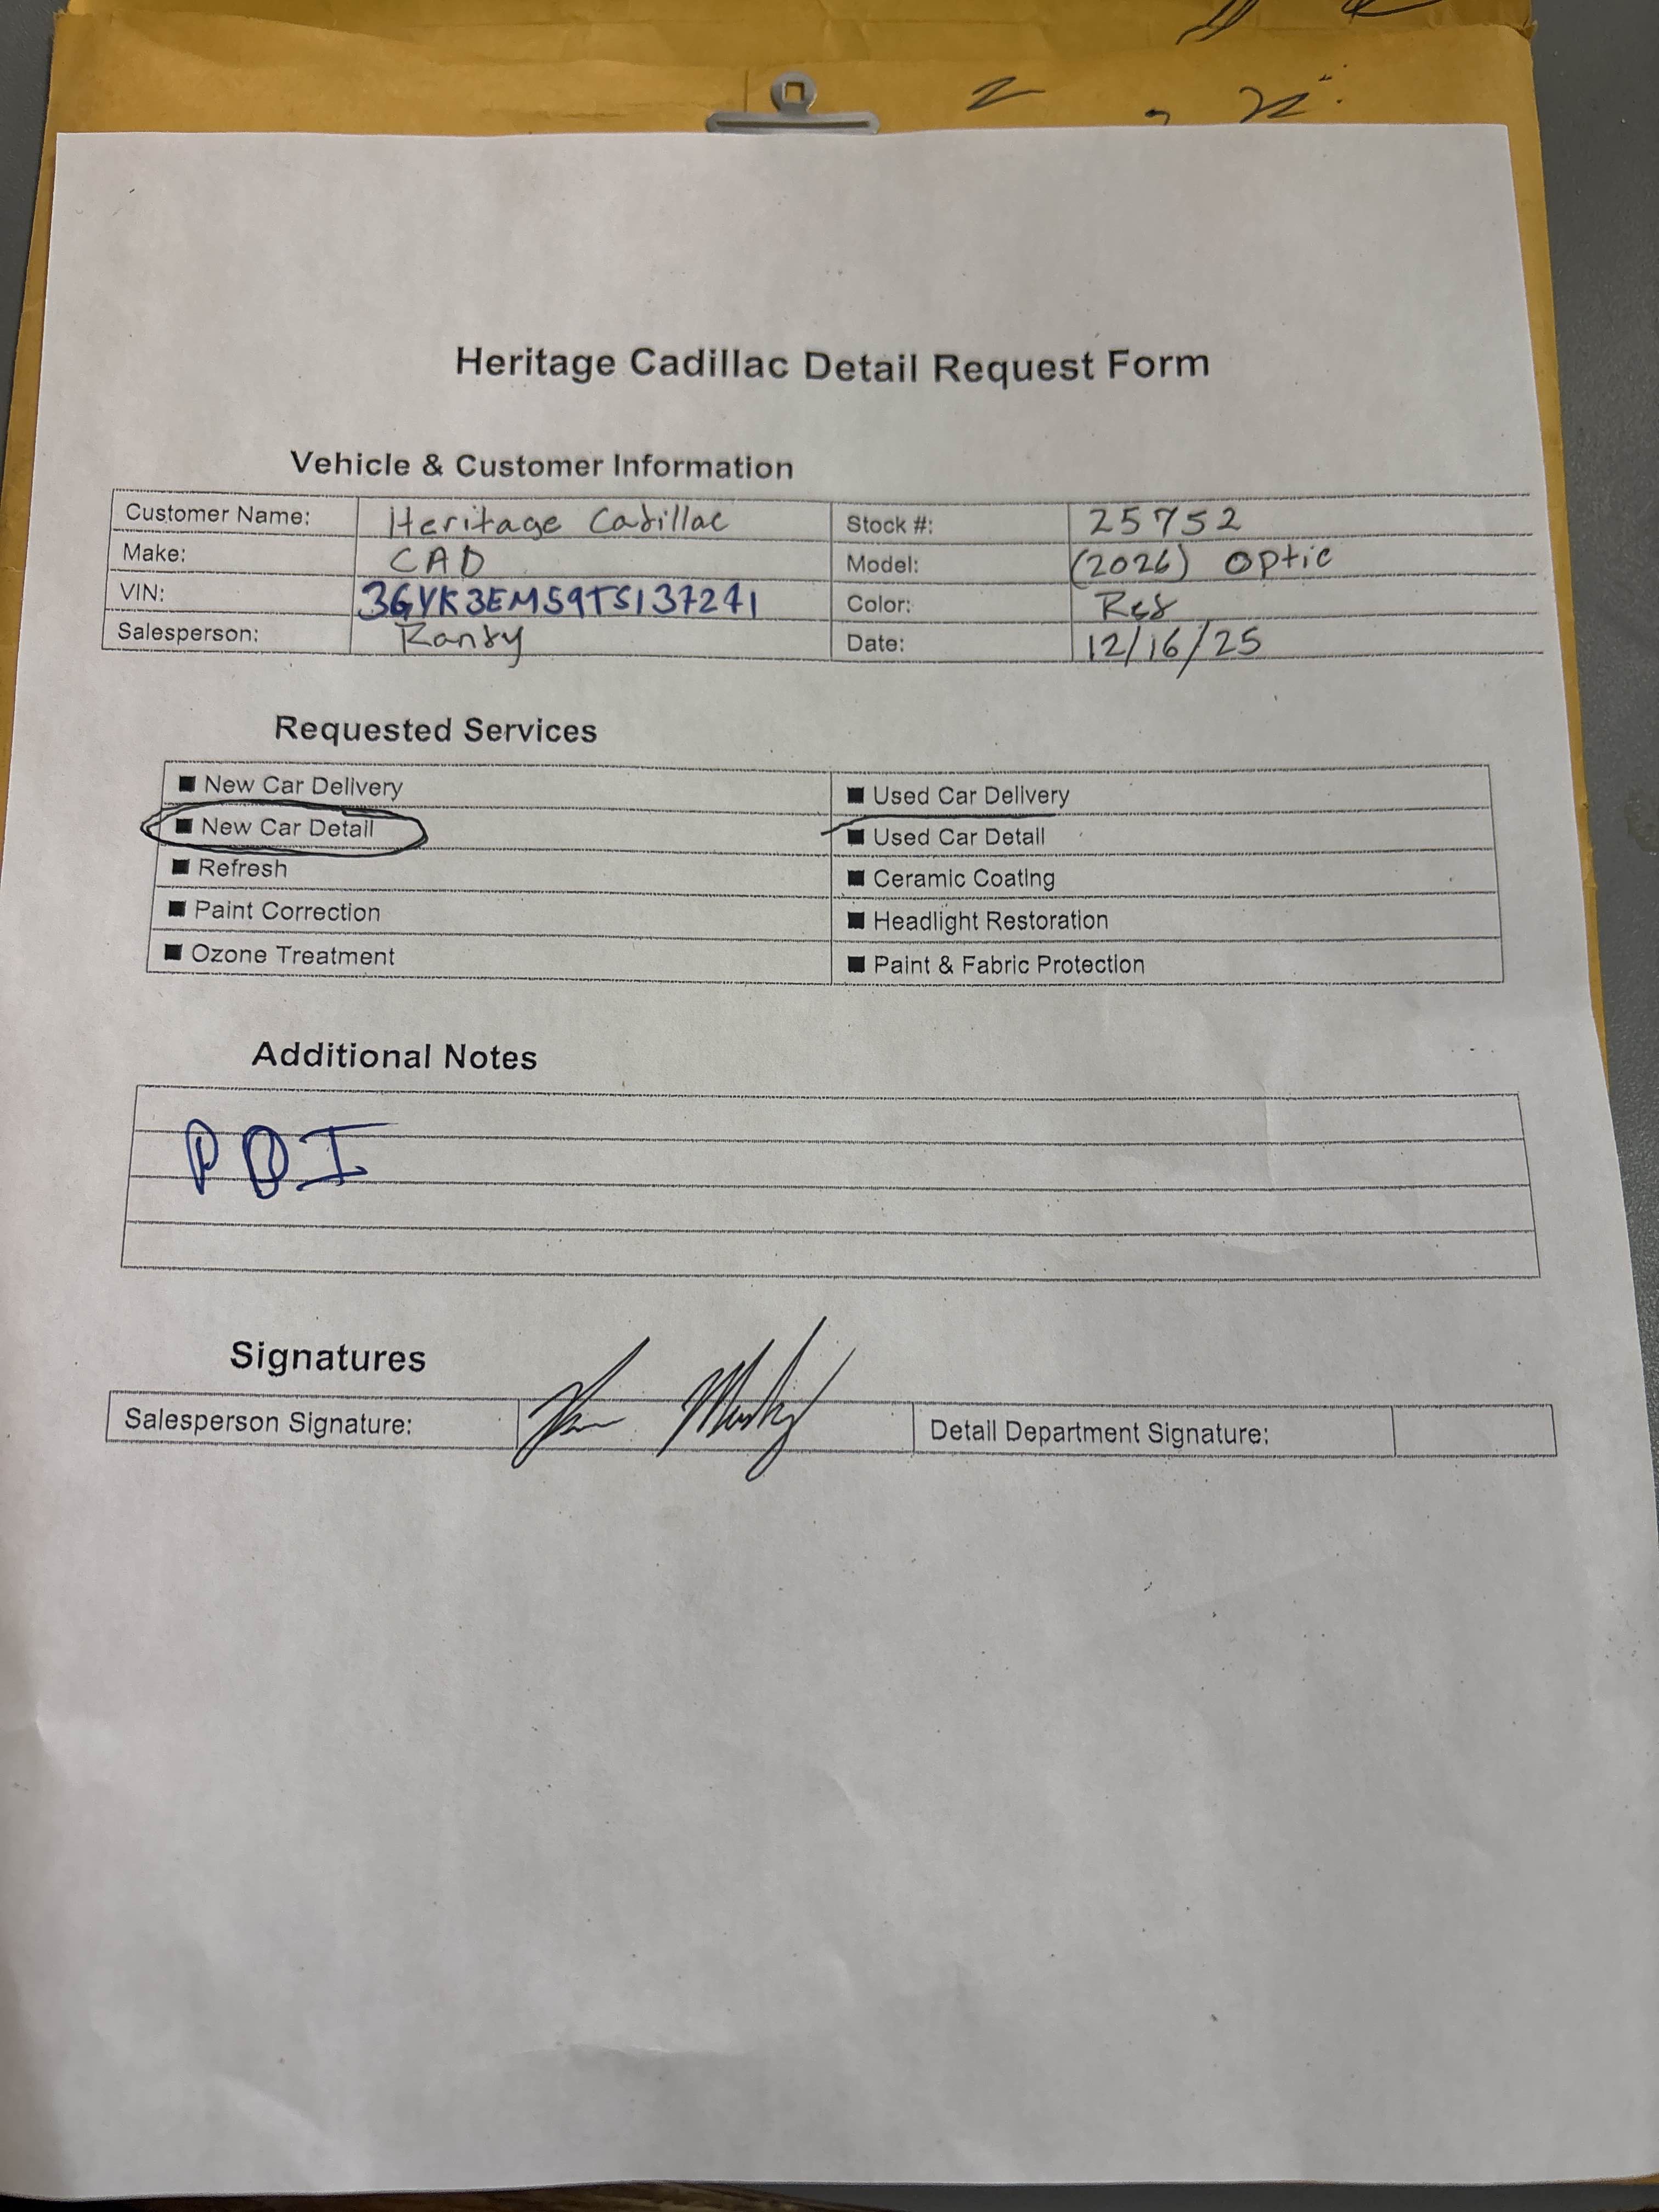 Heritage Cadillac Detail Request Form
Vehicle & Customer Information
Customer Name: Heritage Cadillac Stock #: 25752
Make: CAD Model: (2026) Optic
VIN: 3GYK3EMS9TS137241 Color: Red
Salesperson: Randy Date: 12/16/25
Requested Services
■ New Car Delivery ■ Used Car Delivery
■ New Car Detail ■ Used Car Detail
■ Refresh ■ Ceramic Coating
■ Paint Correction ■ Headlight Restoration
■ Ozone Treatment ■ Paint & Fabric Protection
Additional Notes
PDI
Signatures
Salesperson Signature: Detail Department Signature: